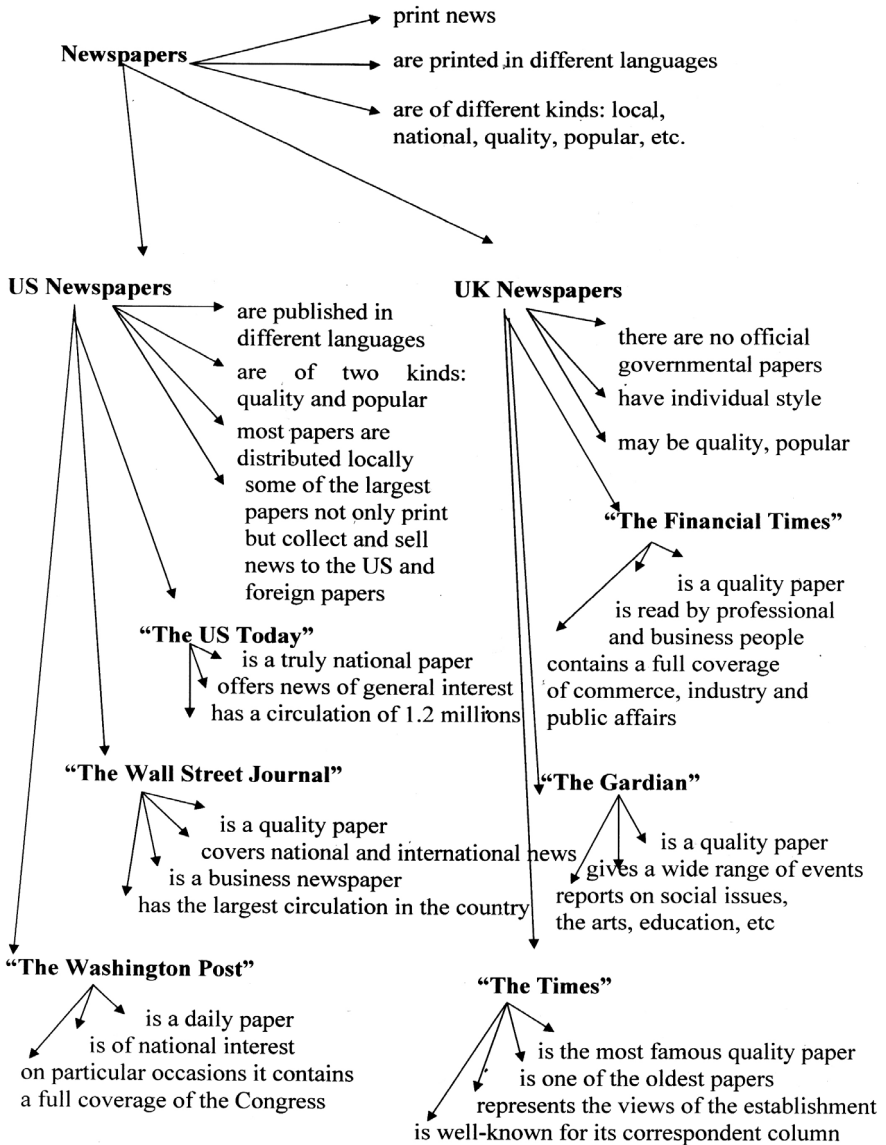 print news
Newspapers
are printed in different languages
are of different kinds: local,
national, quality, popular, etc.
US Newspapers
are published in
different languages
are of two kinds:
quality and popular
most papers are
distributed locally
some of the largest
papers not only print
but collect and sell
news to the US and
foreign papers
“The US Today”
is a truly national paper
offers news of general interest
has a circulation of 1.2 millions
“The Wall Street Journal”
is a quality paper
covers national and international news
is a business newspaper
has the largest circulation in the country
“The Washington Post”
is a daily paper
is of national interest
on particular occasions it contains
a full coverage of the Congress
UK Newspapers
there are no official
governmental papers
have individual style
may be quality, popular
“The Financial Times”
is a quality paper
is read by professional
and business people
contains a full coverage
of commerce, industry and
public affairs
“The Gardian”
is a quality paper
gives a wide range of events
reports on social issues,
the arts, education, etc
“The Times”
is the most famous quality paper
is one of the oldest papers
represents the views of the establishment
is well-known for its correspondent column